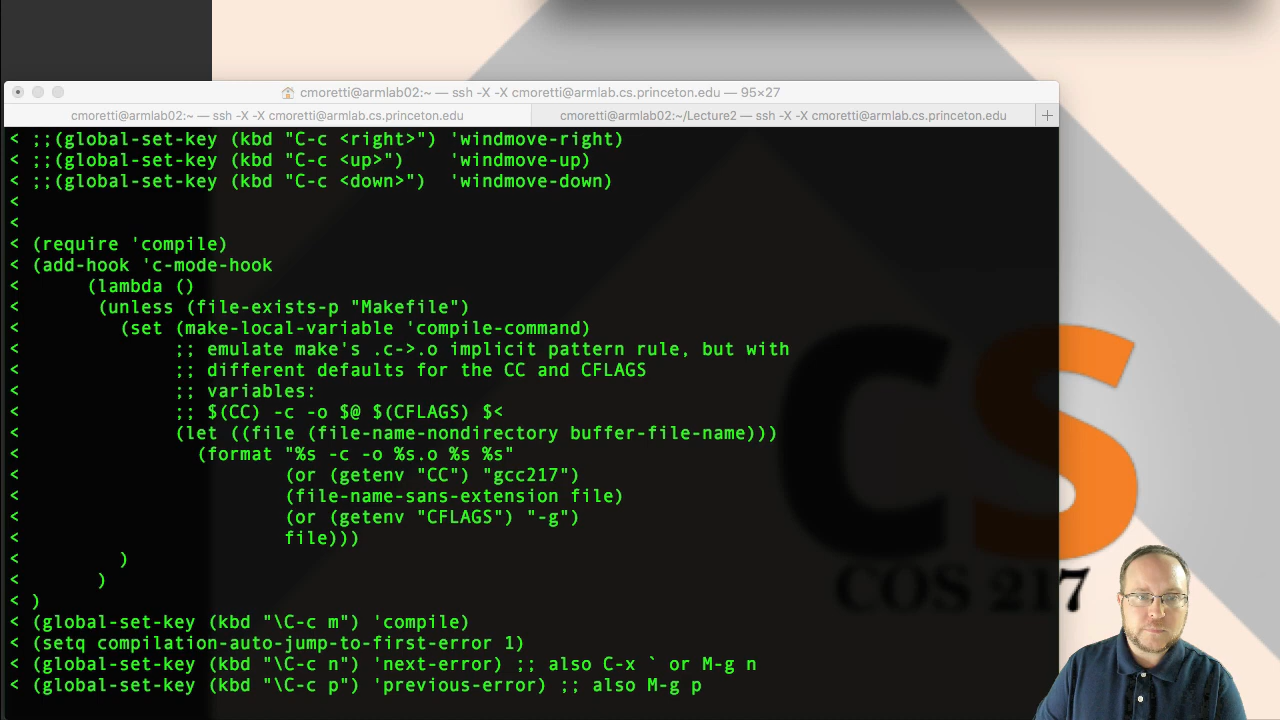 cmoretti@armlab02:~ — ssh -X -X cmoretti@armlab.cs.princeton.edu — 95×27
cmoretti@armlab02:~ — ssh -X -X cmoretti@armlab.cs.princeton.edu
cmoretti@armlab02:~/Lecture2 — ssh -X -X cmoretti@armlab.cs.princeton.edu
+
< ;;(global-set-key (kbd "C-c <right>") 'windmove-right)
< ;;(global-set-key (kbd "C-c <up>")    'windmove-up)
< ;;(global-set-key (kbd "C-c <down>")  'windmove-down)
<
<
< (require 'compile)
< (add-hook 'c-mode-hook
<      (lambda ()
<       (unless (file-exists-p "Makefile")
<         (set (make-local-variable 'compile-command)
<              ;; emulate make's .c->.o implicit pattern rule, but with
<              ;; different defaults for the CC and CFLAGS
<              ;; variables:
<              ;; $(CC) -c -o $@ $(CFLAGS) $<
<              (let ((file (file-name-nondirectory buffer-file-name)))
<                (format "%s -c -o %s.o %s %s"
<                        (or (getenv "CC") "gcc217")
<                        (file-name-sans-extension file)
<                        (or (getenv "CFLAGS") "-g")
<                        file)))
<         )
<       )
< )
< (global-set-key (kbd "\C-c m") 'compile)
< (setq compilation-auto-jump-to-first-error 1)
< (global-set-key (kbd "\C-c n") 'next-error) ;; also C-x ` or M-g n
< (global-set-key (kbd "\C-c p") 'previous-error) ;; also M-g p
CS
COS 217